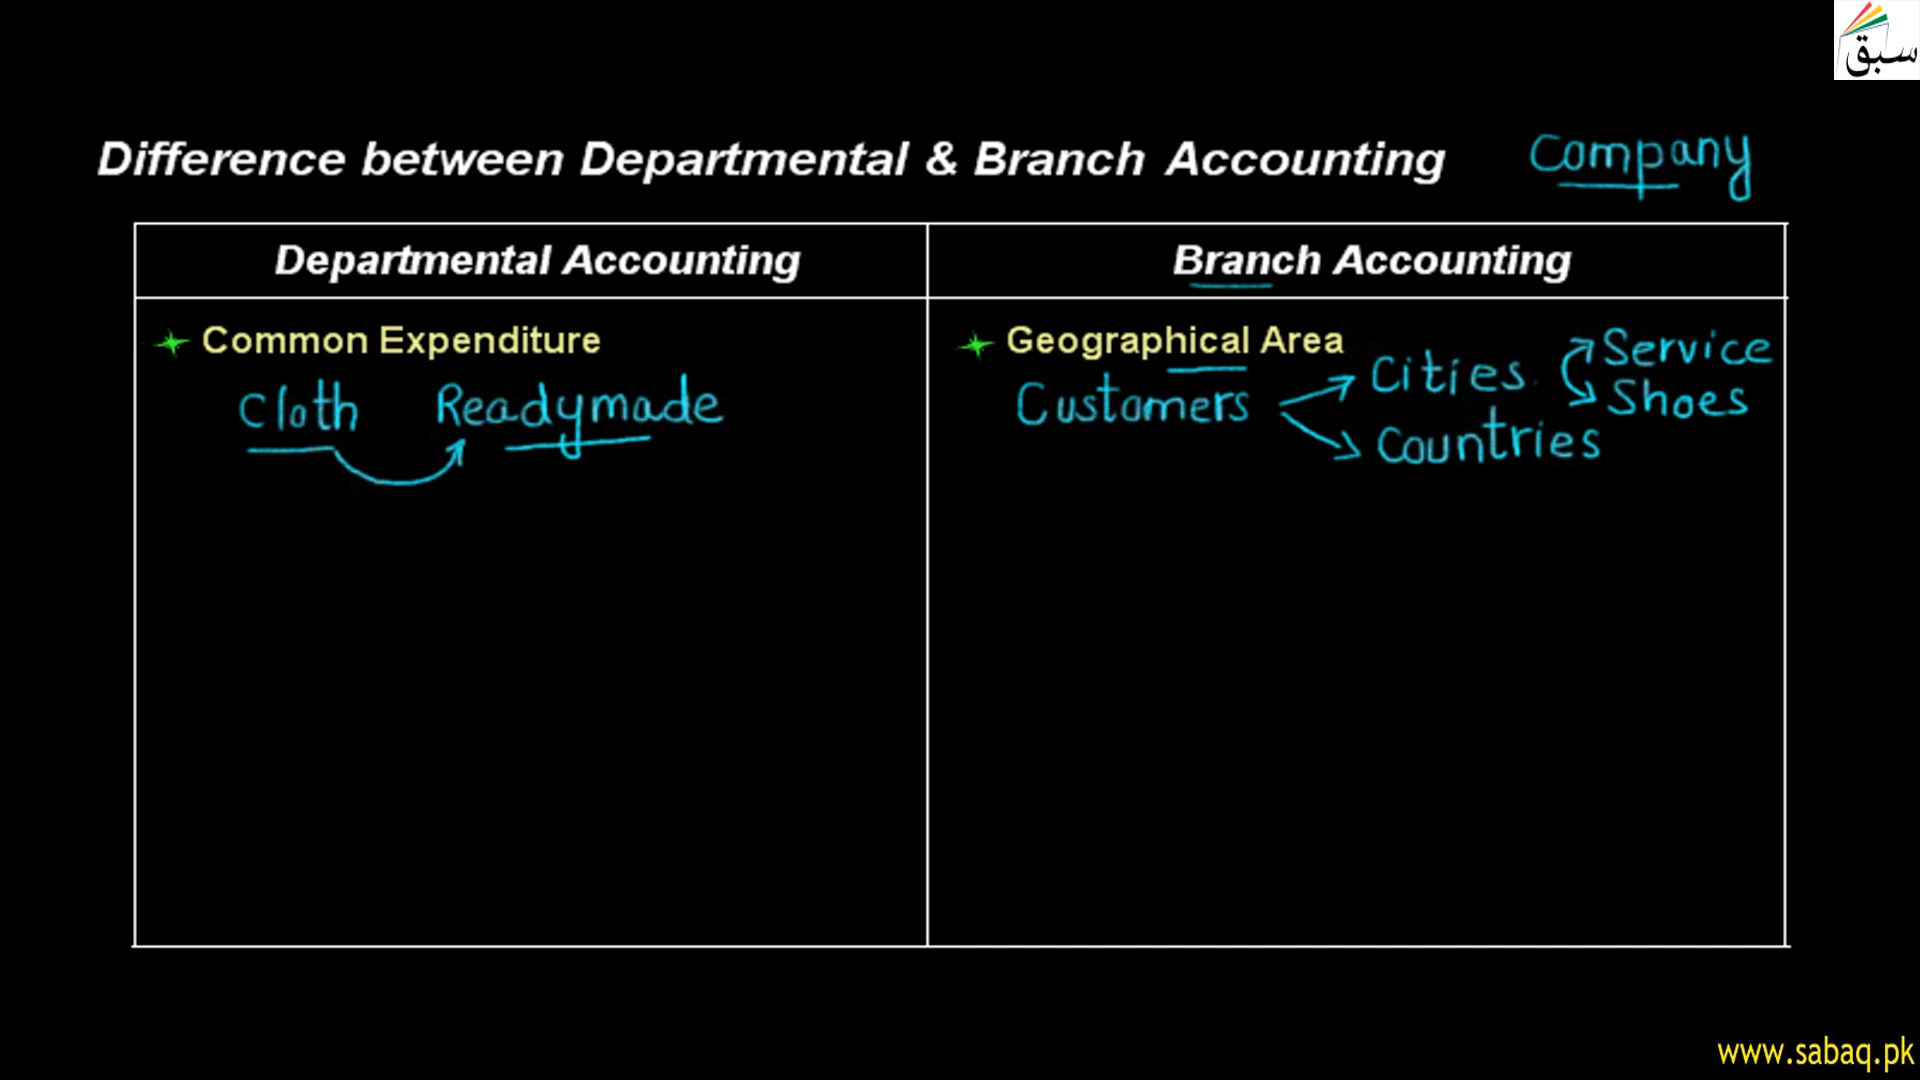 سبق
Difference between Departmental & Branch Accounting Company
Departmental Accounting
Branch Accounting
Common Expenditure
Cloth Readymade
Geographical Area
Customers
Cities
Countries
Service
Shoes
www.sabaq.pk